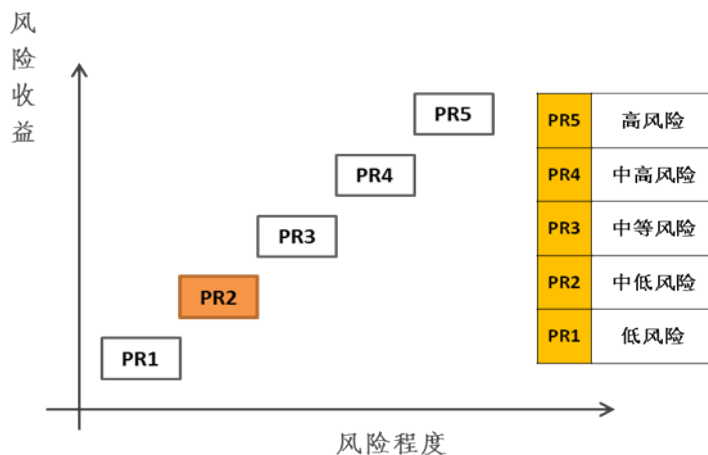 风
险
收
益
PR5
PR4
PR3
PR2
PR1
风险程度
PR5 高风险
PR4 中高风险
PR3 中等风险
PR2 中低风险
PR1 低风险